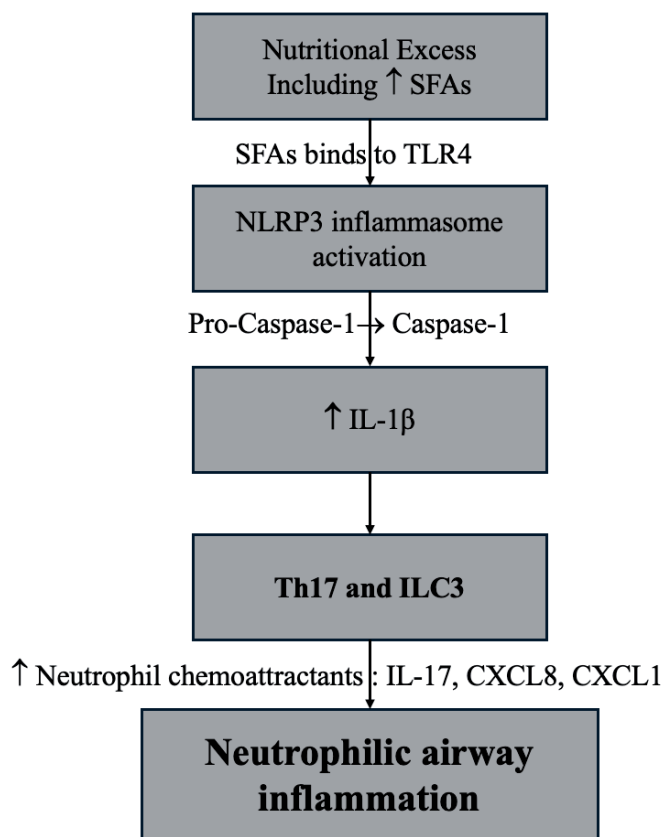 Nutritional Excess
Including ↑ SFAs
SFAs binds to TLR4
NLRP3 inflammasome
activation
Pro-Caspase-1→ Caspase-1
↑ IL-1β
Th17 and ILC3
↑ Neutrophil chemoattractants : IL-17, CXCL8, CXCL1
Neutrophilic airway
inflammation